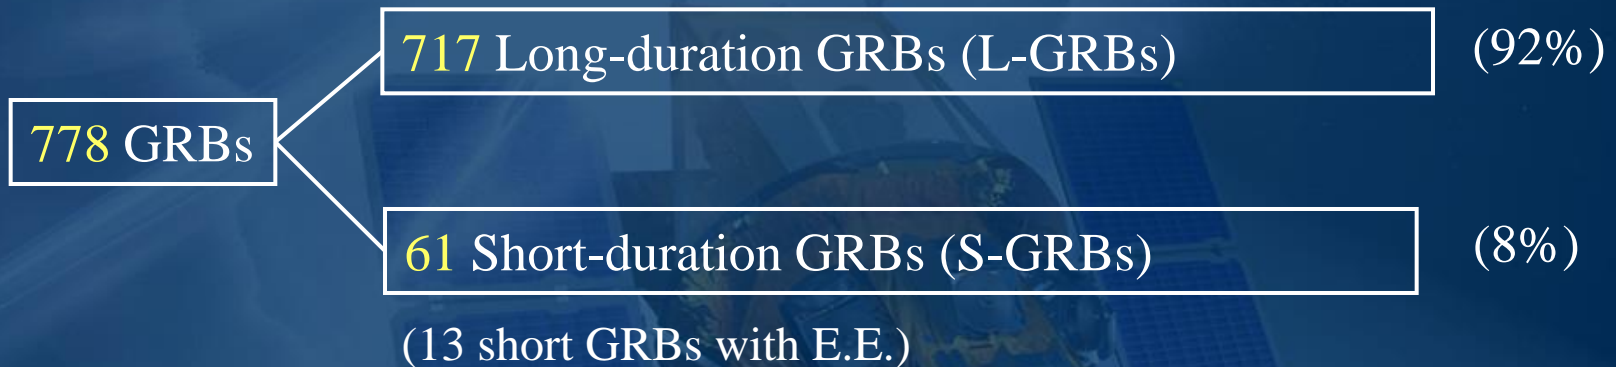 717 Long-duration GRBs (L-GRBs) (92%)
778 GRBs
61 Short-duration GRBs (S-GRBs) (8%)
(13 short GRBs with E.E.)